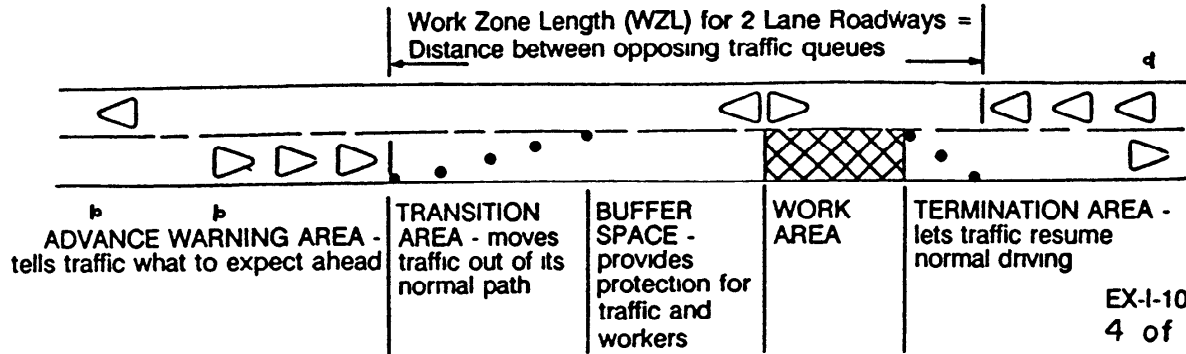 Work Zone Length (WZL) for 2 Lane Roadways =
Distance between opposing traffic queues
ADVANCE WARNING AREA -
tells traffic what to expect ahead
TRANSITION
AREA - moves
traffic out of its
normal path
BUFFER
SPACE -
provides
protection for
traffic and
workers
WORK
AREA
TERMINATION AREA -
lets traffic resume
normal driving
EX-I-10
4 of